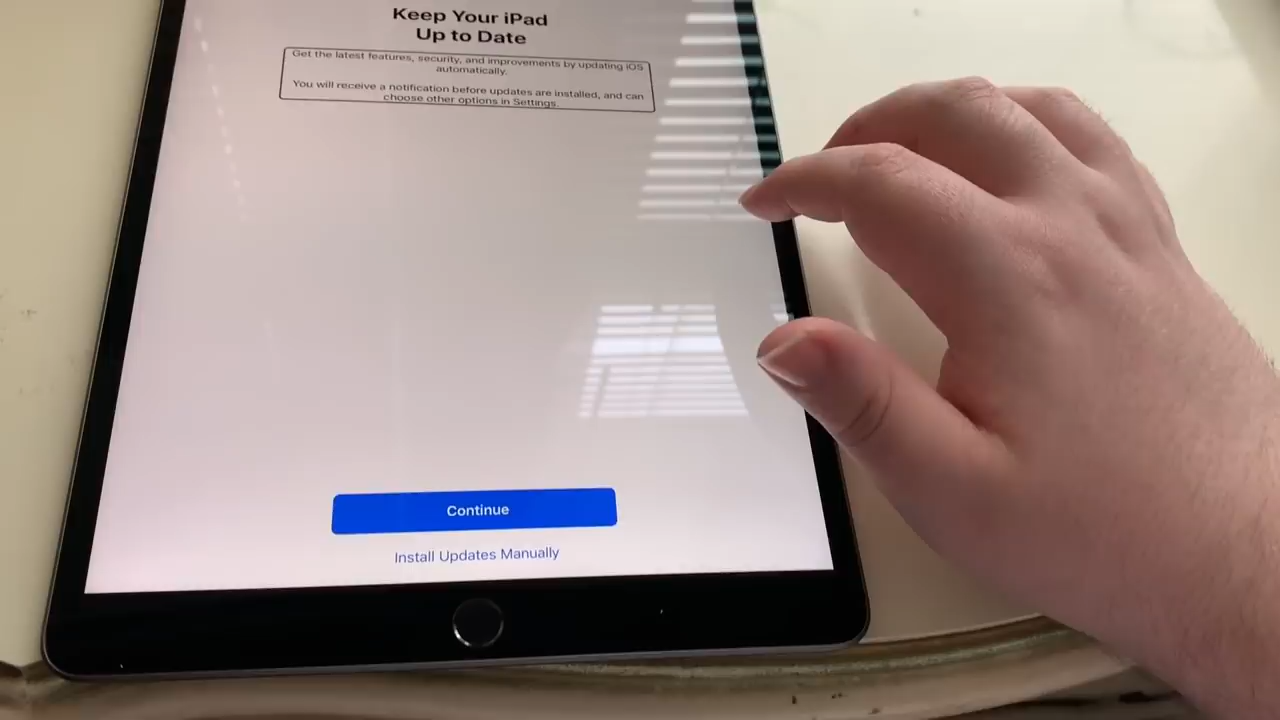 Keep Your iPad
Up to Date
Get the latest features, security, and improvements by updating iOS
automatically.
You will receive a notification before updates are installed, and can
choose other options in Settings.
Continue
Install Updates Manually